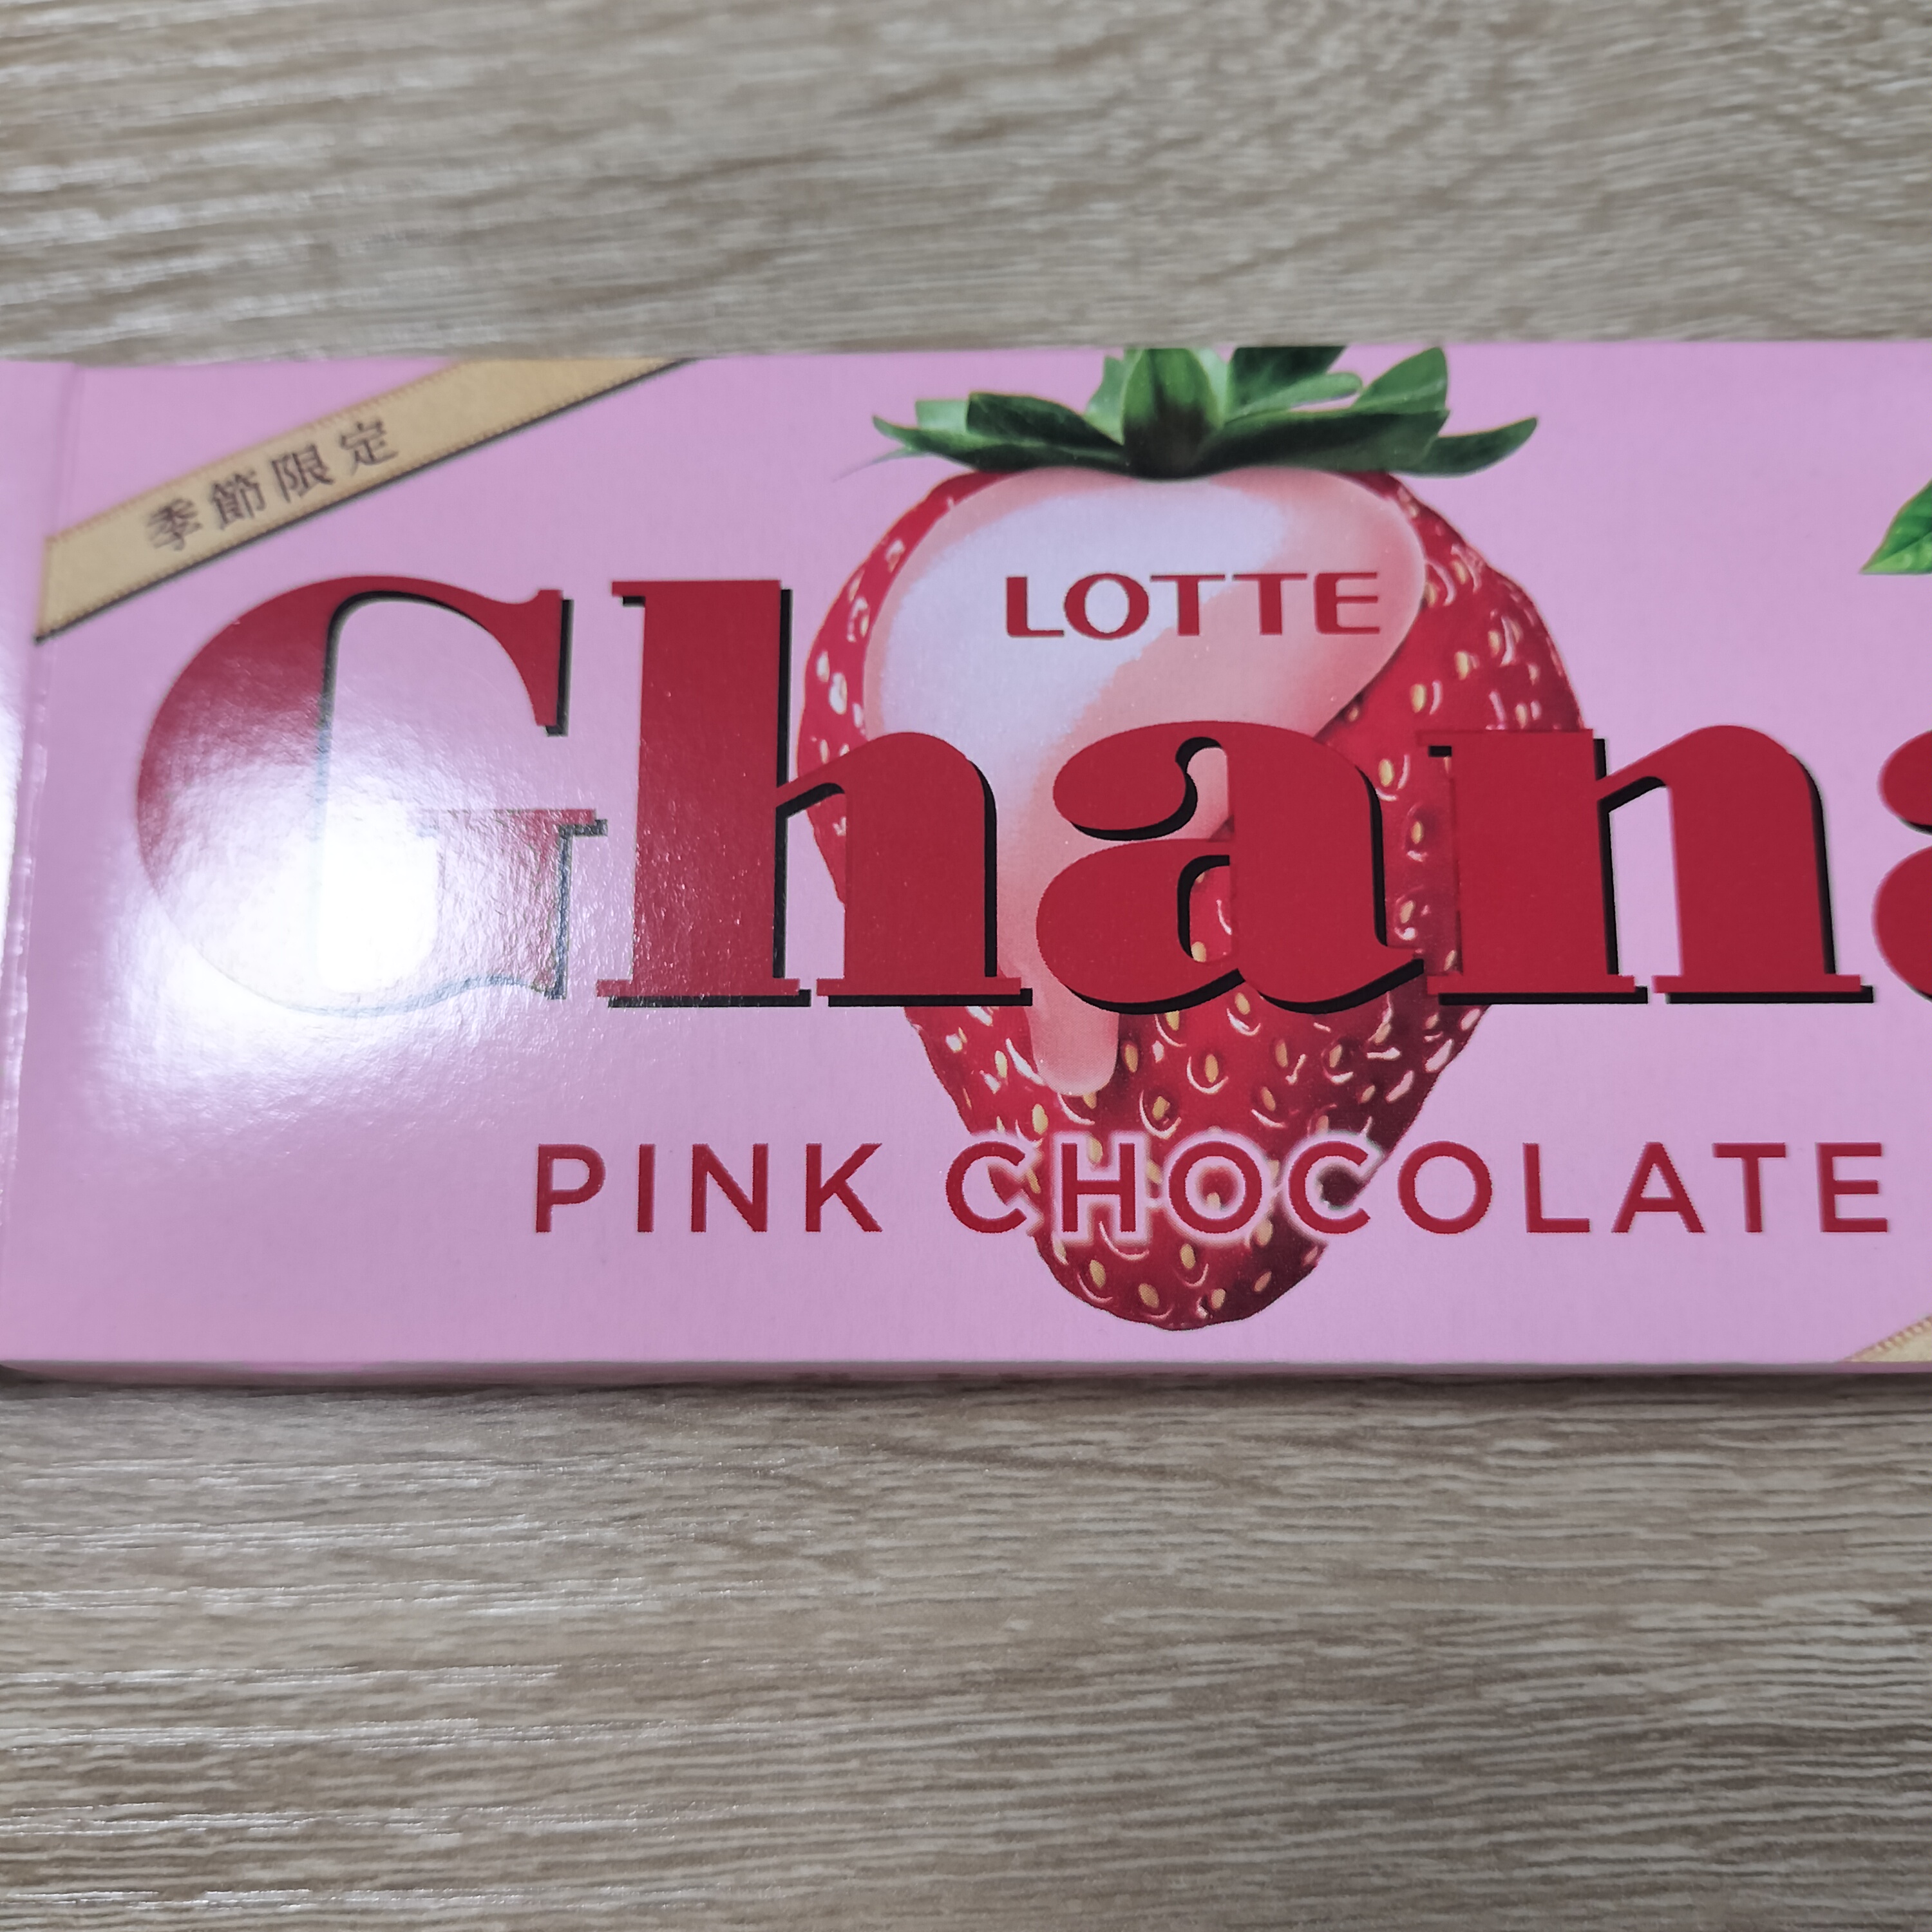 季節限定
LOTTE
Ghana
PINK CHOCOLATE